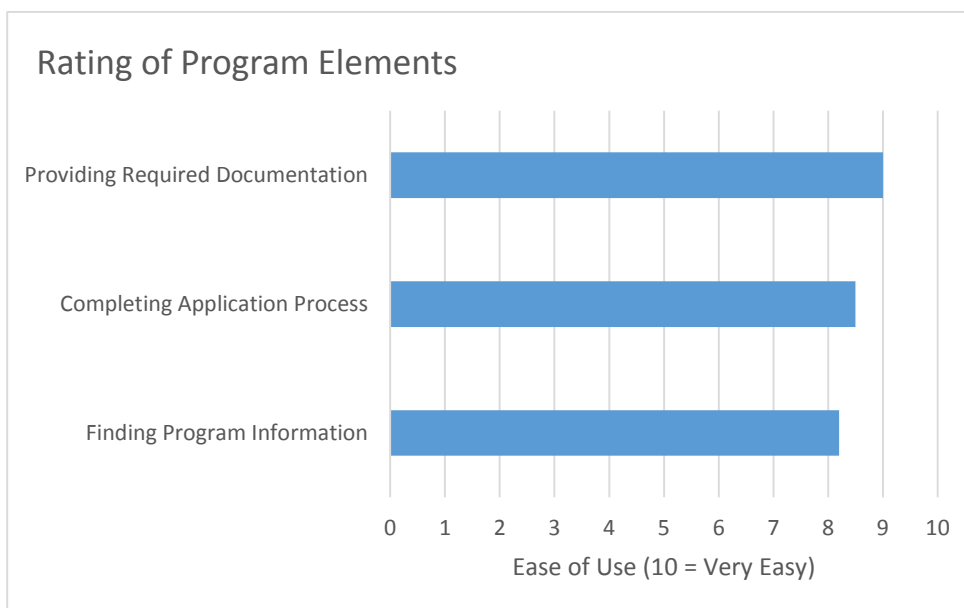 Rating of Program Elements
Providing Required Documentation
Completing Application Process
Finding Program Information
0 1 2 3 4 5 6 7 8 9 10
Ease of Use (10 = Very Easy)